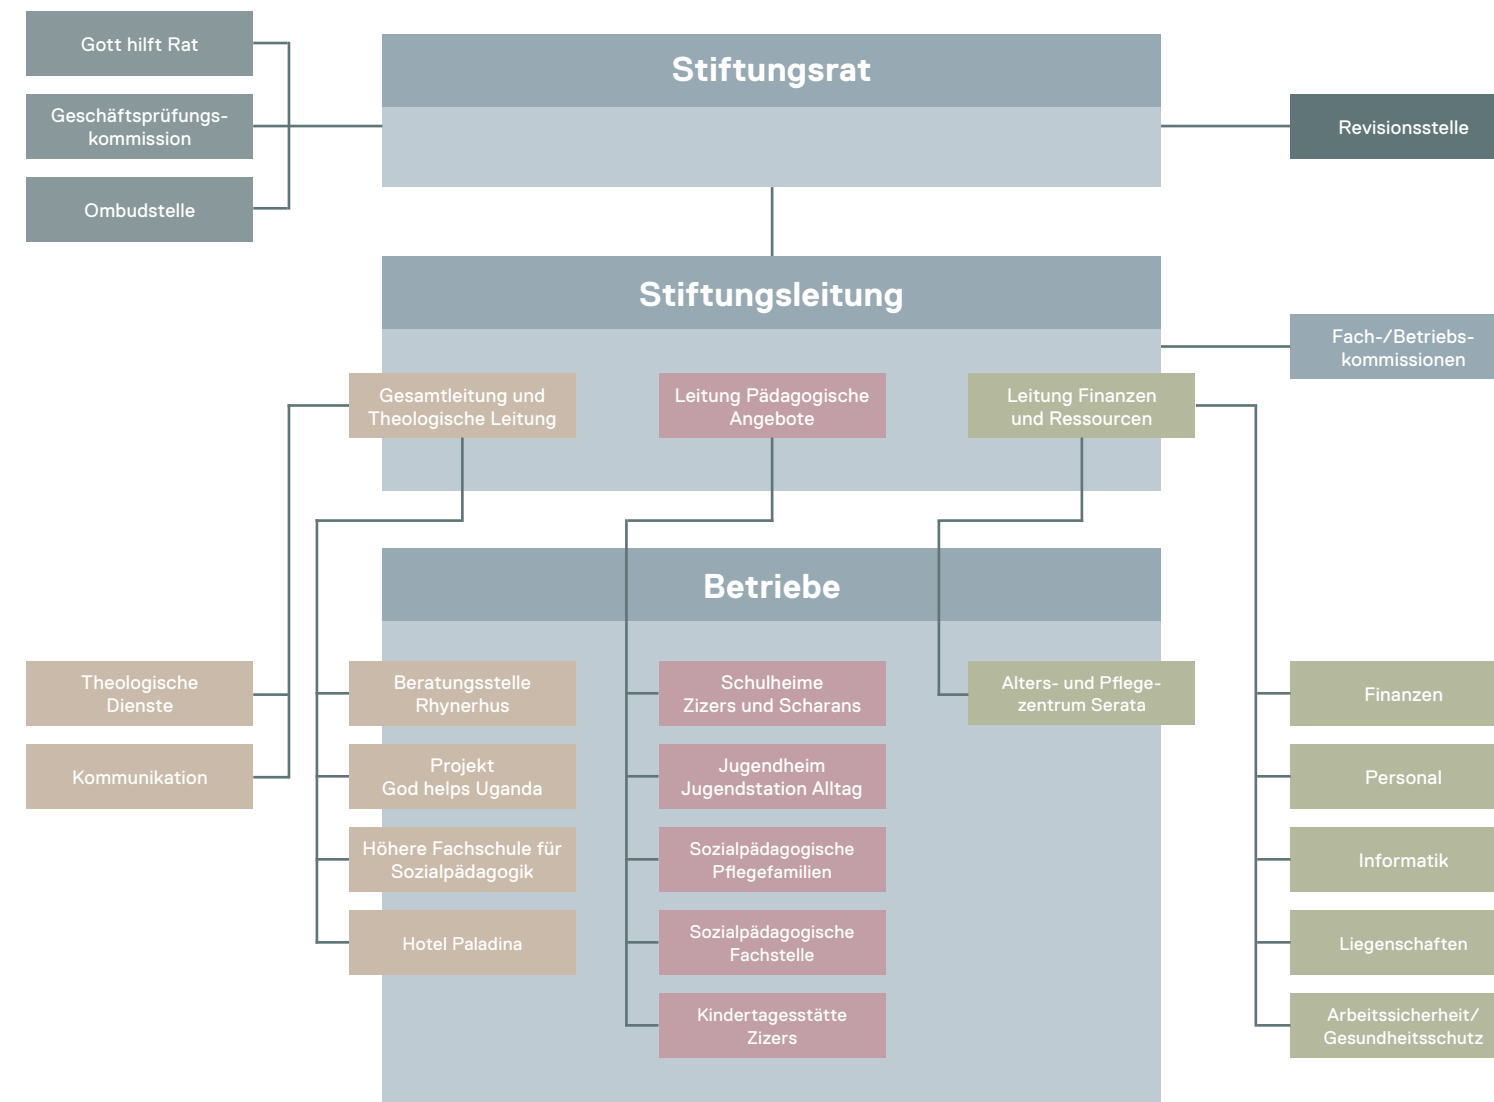 Gott hilft Rat
Geschäftsprüfungs-
kommission
Ombudstelle
Stiftungsrat
Revisionsstelle
Stiftungsleitung
Fach-/Betriebs-
kommissionen
Gesamtleitung und
Theologische Leitung
Leitung Pädagogische
Angebote
Leitung Finanzen
und Ressourcen
Betriebe
Theologische
Dienste
Kommunikation
Beratungsstelle
Rhynerhus
Projekt
God helps Uganda
Höhere Fachschule für
Sozialpädagogik
Hotel Paladina
Schulheime
Zizers und Scharans
Jugendheim
Jugendstation Alltag
Sozialpädagogische
Pflegefamilien
Sozialpädagogische
Fachstelle
Kindertagesstätte
Zizers
Alters- und Pflege-
zentrum Serata
Finanzen
Personal
Informatik
Liegenschaften
Arbeitssicherheit/
Gesundheitsschutz